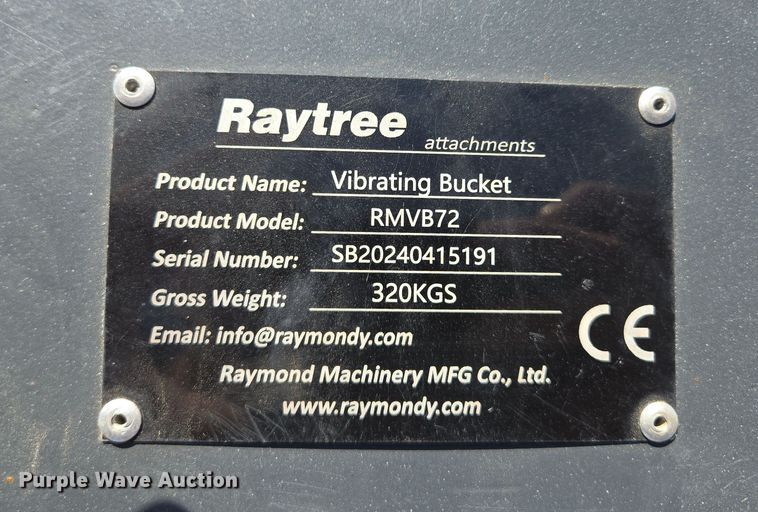 Raytree
attachments
Product Name: Vibrating Bucket
Product Model: RMVB72
Serial Number: SB20240415191
Gross Weight: 320KGS
Email: info@raymondy.com
CE
Raymond Machinery MFG Co., Ltd.
www.raymondy.com
Purple Wave Auction